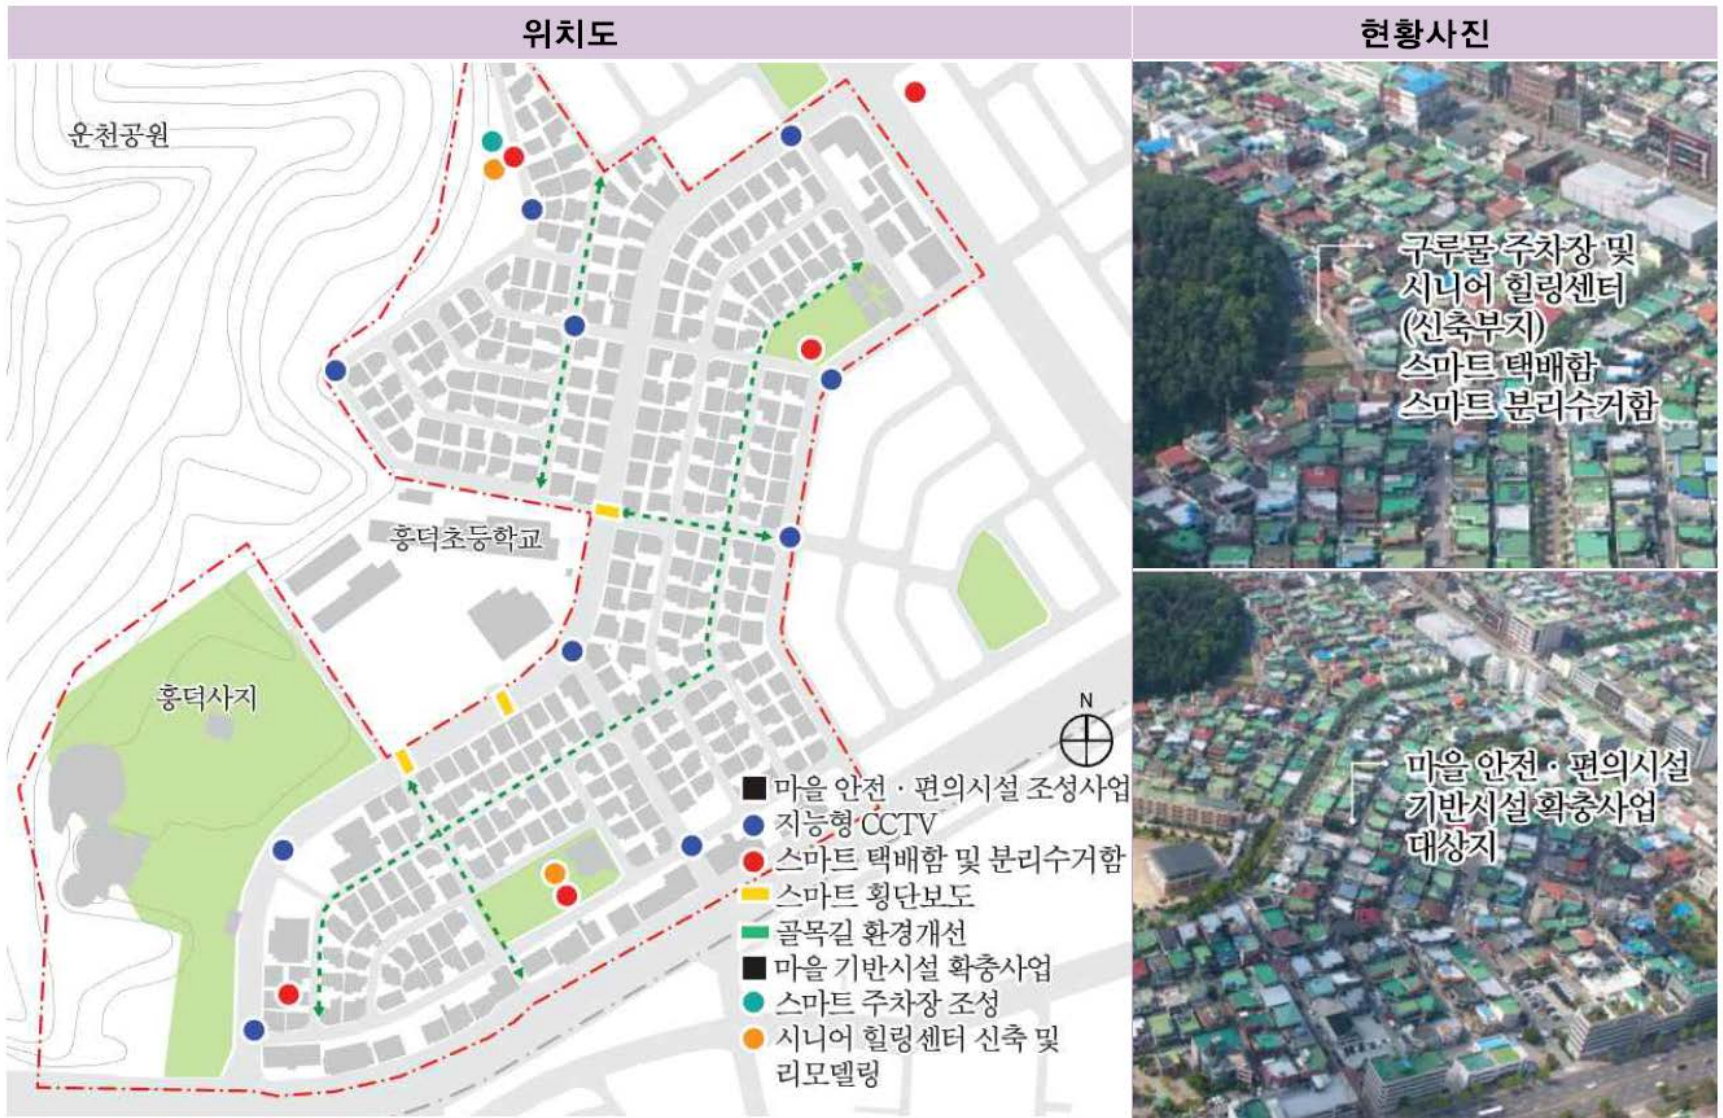 위치도
현황사진
운천공원
흥덕초등학교
흥덕사지
N
마을 안전 · 편의시설 조성사업
지능형 CCTV
스마트 택배함 및 분리수거함
스마트 횡단보도
골목길 환경개선
마을 기반시설 확충사업
스마트 주차장 조성
시니어 힐링센터 신축 및
리모델링
구루물 주차장 및
시니어 힐링센터
(신축부지)
스마트 택배함
스마트 분리수거함
마을 안전 · 편의시설
기반시설 확충사업
대상지